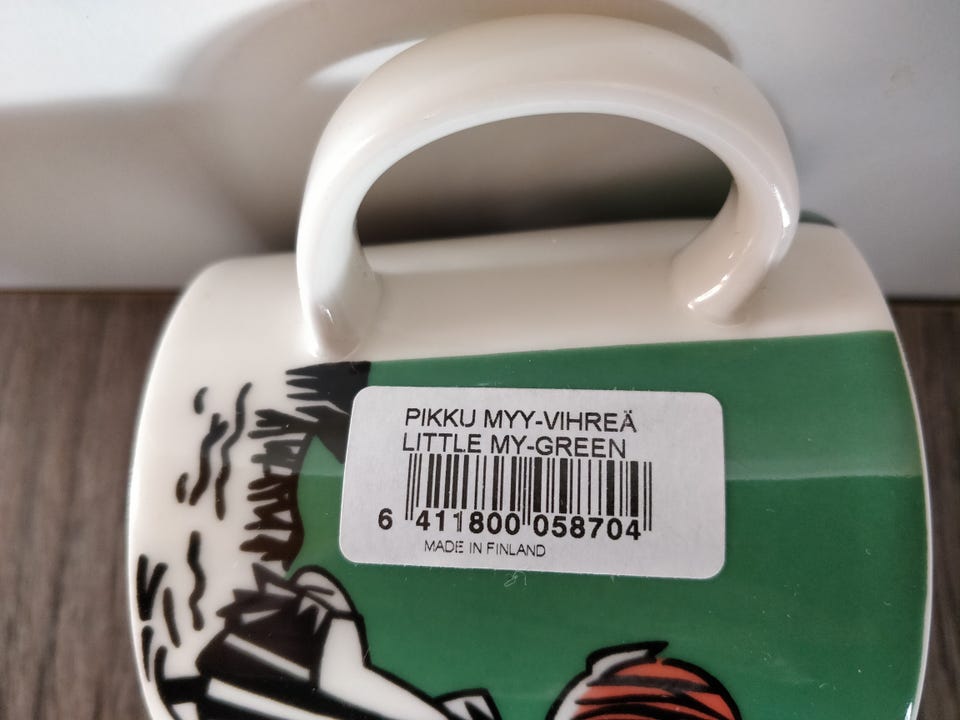 PIKKU MYY-VIHREÄ
LITTLE MY-GREEN
6 411800 058704
MADE IN FINLAND